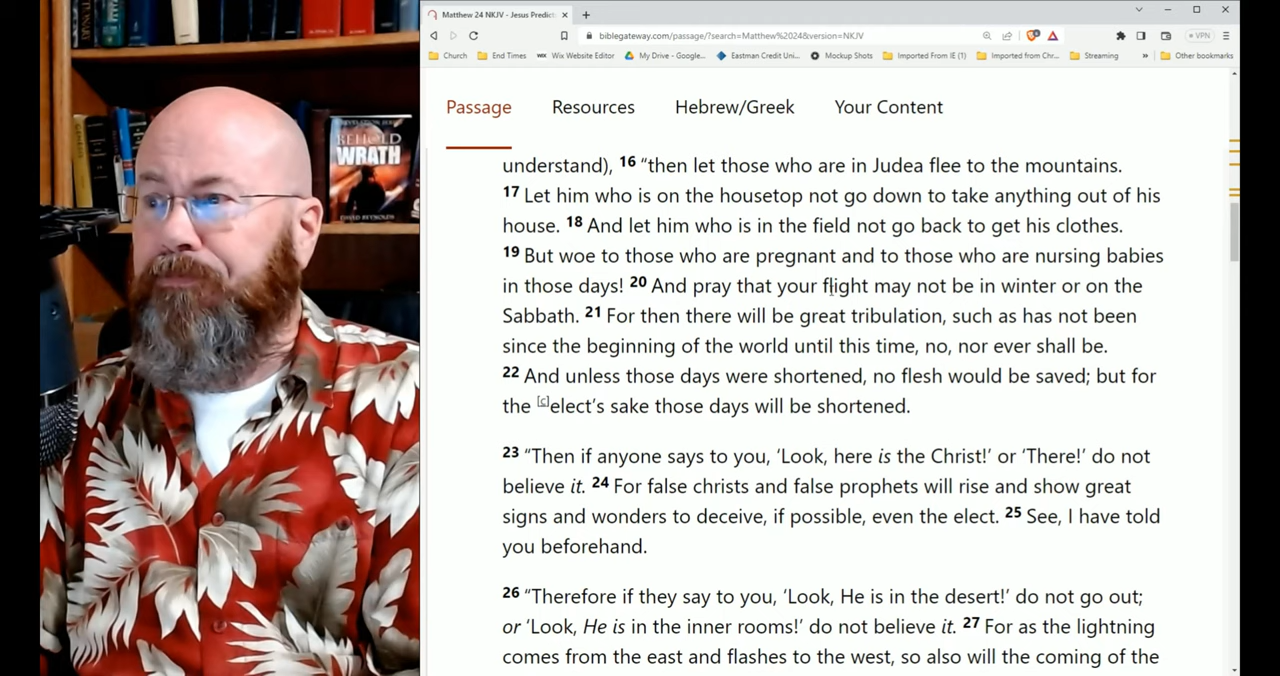 BEHOLD
WRATH
DAVID REYNOLDS
Matthew 24 NKJV - Jesus Predict
biblegateway.com/passage/?search=Matthew%2024&version=NKJV
VPN
Church End Times WIX Wix Website Editor My Drive - Google... Eastman Credit Uni... Mockup Shots Imported From IE (1) Imported from Chr... Streaming » Other bookmarks
Passage Resources Hebrew/Greek Your Content
understand), 16 “then let those who are in Judea flee to the mountains.
17 Let him who is on the housetop not go down to take anything out of his
house. 18 And let him who is in the field not go back to get his clothes.
19 But woe to those who are pregnant and to those who are nursing babies
in those days! 20 And pray that your flight may not be in winter or on the
Sabbath. 21 For then there will be great tribulation, such as has not been
since the beginning of the world until this time, no, nor ever shall be.
22 And unless those days were shortened, no flesh would be saved; but for
the [c]elect’s sake those days will be shortened.
23 “Then if anyone says to you, ‘Look, here is the Christ!’ or ‘There!’ do not
believe it. 24 For false christs and false prophets will rise and show great
signs and wonders to deceive, if possible, even the elect. 25 See, I have told
you beforehand.
26 “Therefore if they say to you, ‘Look, He is in the desert!’ do not go out;
or ‘Look, He is in the inner rooms!’ do not believe it. 27 For as the lightning
comes from the east and flashes to the west, so also will the coming of the